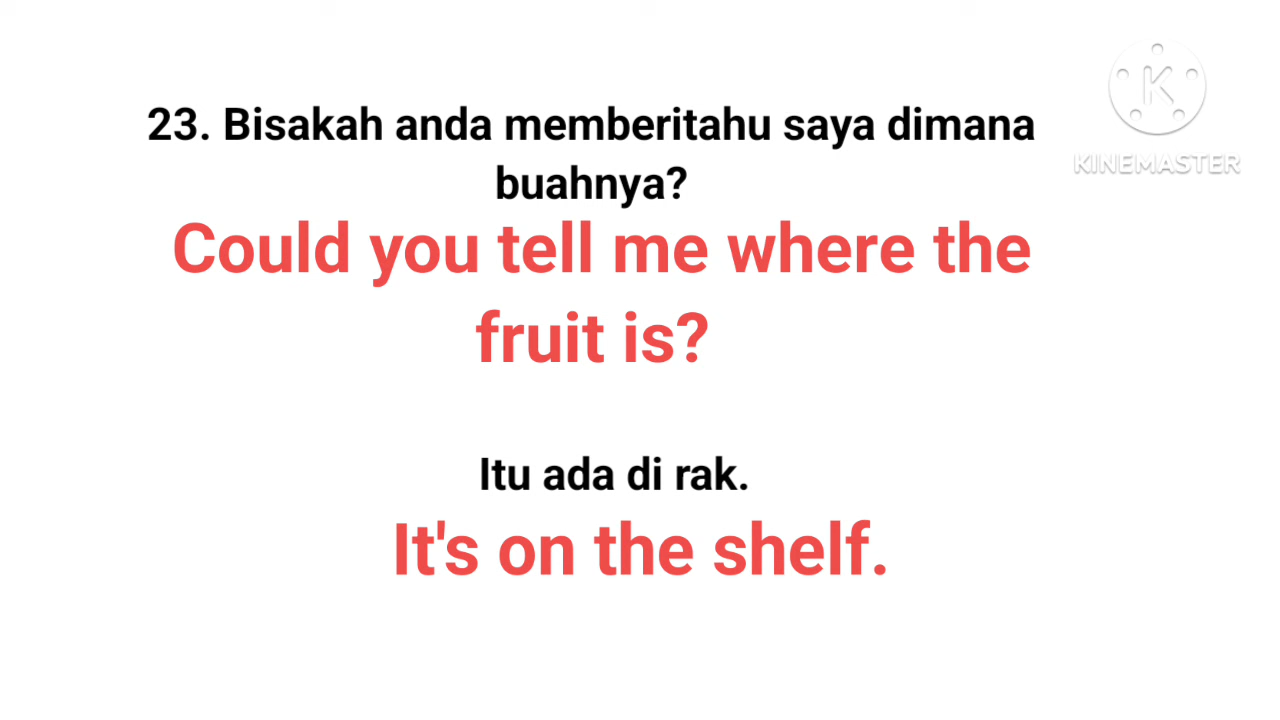 23. Bisakah anda memberitahu saya dimana
buahnya?
Could you tell me where the
fruit is?
Itu ada di rak.
It's on the shelf.
K
KINEMASTER